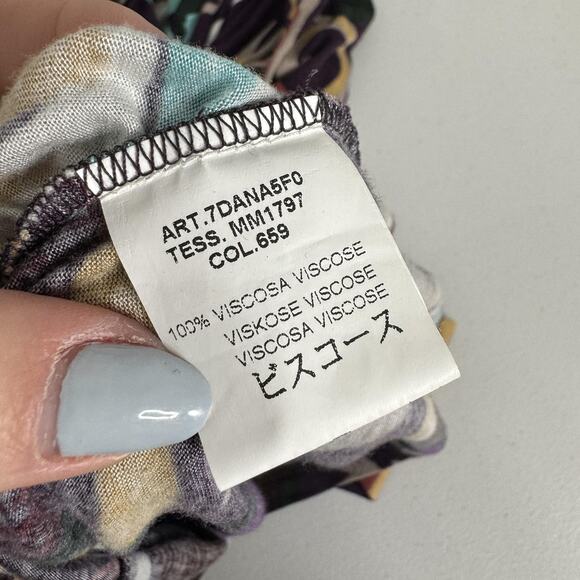 ART.7DANA5F0
TESS. MM1797
COL.659
100% VISCOSA VISCOSE
VISKOSE VISCOSE
VISCOSA VISCOSE
ビスコース